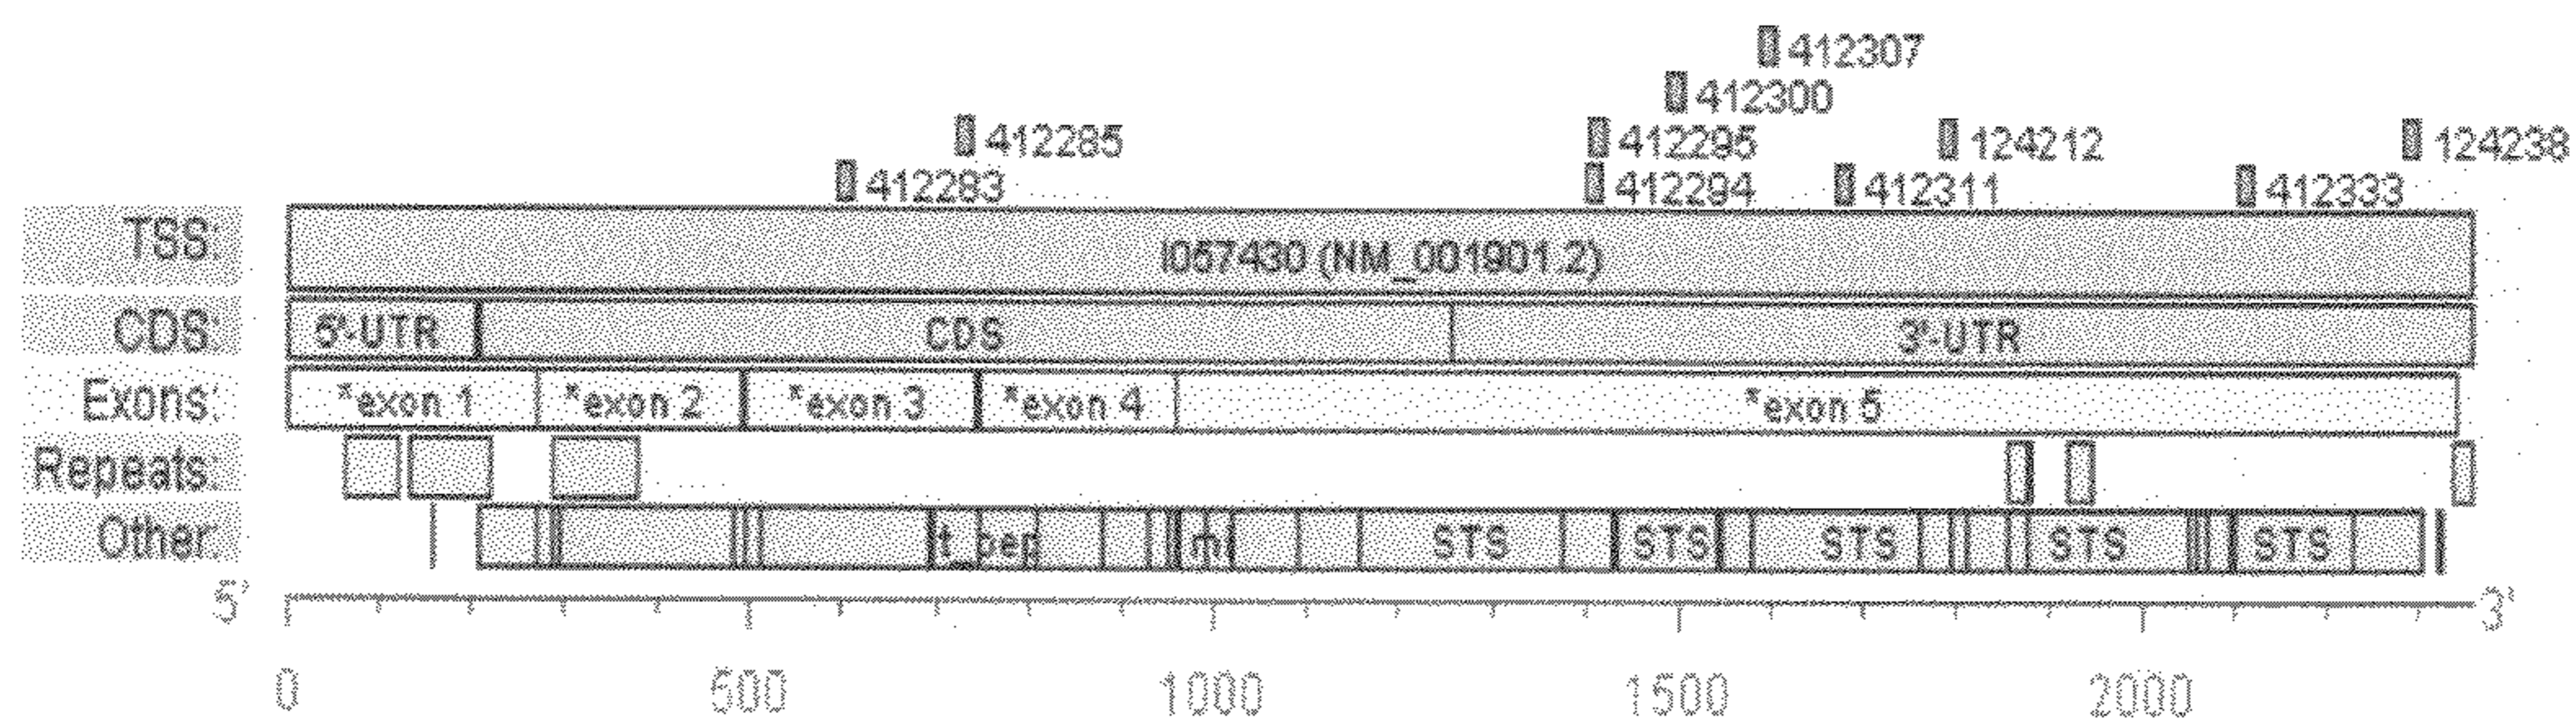 412307
412300
412285 412295 124212 124238
412283 412294 412311 412333
TSS: I057430 (NM_001901.2)
CDS: 5'-UTR CDS 3'-UTR
Exons: *exon 1 *exon 2 *exon 3 *exon 4 *exon 5
Repeats:
Other: STS STS STS STS STS
5' 3'
0 500 1000 1500 2000